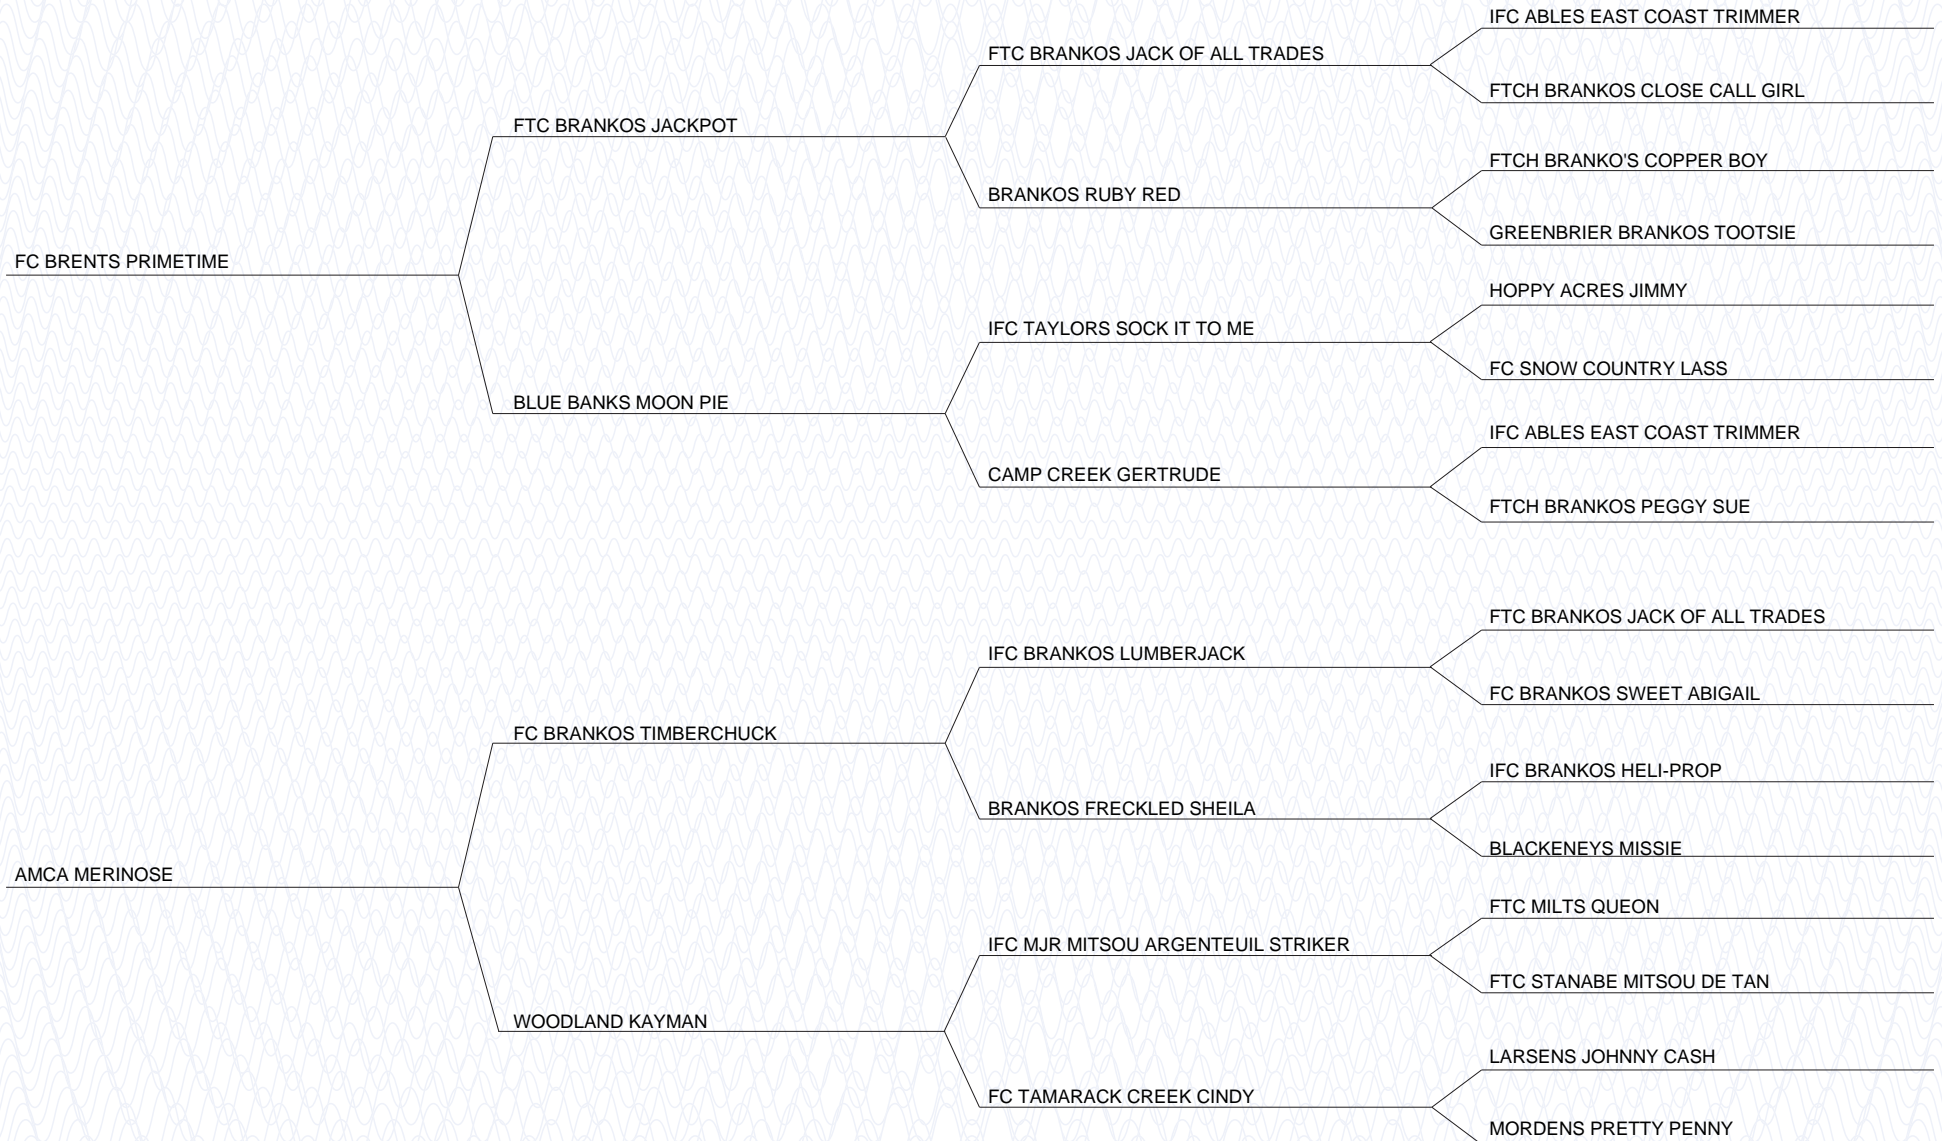 IFC ABLES EAST COAST TRIMMER
FTC BRANKOS JACK OF ALL TRADES
FTCH BRANKOS CLOSE CALL GIRL
FTC BRANKOS JACKPOT
FTCH BRANKO'S COPPER BOY
BRANKOS RUBY RED
GREENBRIER BRANKOS TOOTSIE
FC BRENTS PRIMETIME
HOPPY ACRES JIMMY
IFC TAYLORS SOCK IT TO ME
FC SNOW COUNTRY LASS
BLUE BANKS MOON PIE
IFC ABLES EAST COAST TRIMMER
CAMP CREEK GERTRUDE
FTCH BRANKOS PEGGY SUE
FTC BRANKOS JACK OF ALL TRADES
IFC BRANKOS LUMBERJACK
FC BRANKOS SWEET ABIGAIL
FC BRANKOS TIMBERCHUCK
IFC BRANKOS HELI-PROP
BRANKOS FRECKLED SHEILA
BLACKENEYS MISSIE
AMCA MERINOSE
FTC MILTS QUEON
IFC MJR MITSOU ARGENTEUIL STRIKER
FTC STANABE MITSOU DE TAN
WOODLAND KAYMAN
LARSENS JOHNNY CASH
FC TAMARACK CREEK CINDY
MORDENS PRETTY PENNY